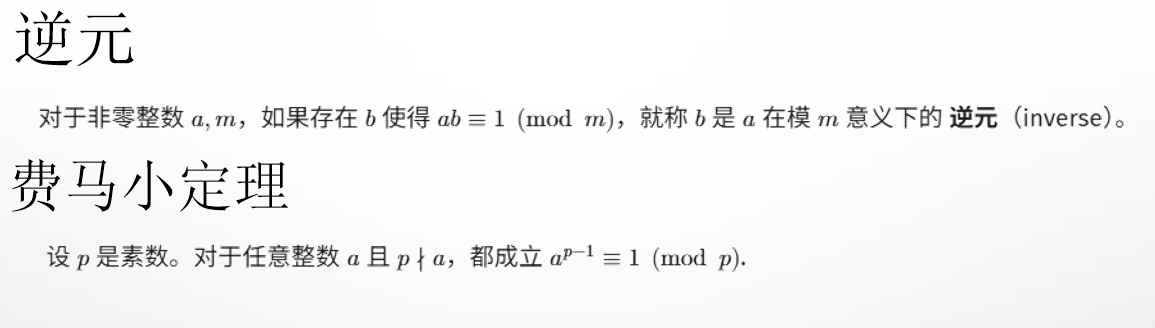 逆元
对于非零整数 a, m，如果存在 b 使得 ab ≡ 1 (mod m)，就称 b 是 a 在模 m 意义下的 逆元（inverse）。
费马小定理
设 p 是素数。对于任意整数 a 且 p ∤ a，都成立 a^{p−1} ≡ 1 (mod p).